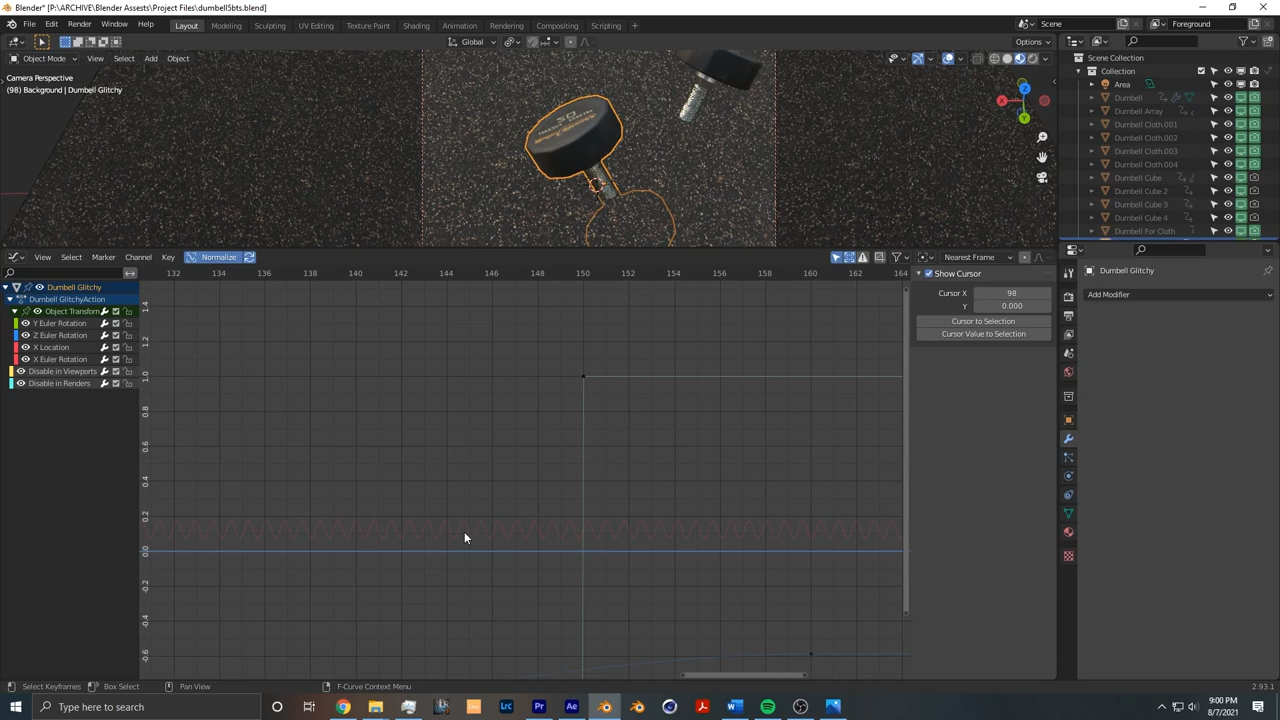 Blender* [P:\ARCHIVE\Blender Assests\Project Files\dumbell5bts.blend]
File Edit Render Window Help Layout Modeling Sculpting UV Editing Texture Paint Shading Animation Rendering Compositing Scripting + Scene Foreground
Global Options
Object Mode View Select Add Object
Camera Perspective
(98) Background | Dumbell Glitchy
50
X Y Z
Scene Collection
Collection
Area
Dumbell
Dumbell Array
Dumbell Cloth.001
Dumbell Cloth.002
Dumbell Cloth.003
Dumbell Cloth.004
Dumbell Cube
Dumbell Cube 2
Dumbell Cube 3
Dumbell Cube 4
Dumbell For Cloth
View Select Marker Channel Key Normalize Nearest Frame
132 134 136 138 140 142 144 146 148 150 152 154 156 158 160 162 164
Dumbell Glitchy
Dumbell GlitchyAction
Object Transform
Y Euler Rotation
Z Euler Rotation
X Location
X Euler Rotation
Disable in Viewports
Disable in Renders
1.4
1.2
1.0
0.8
0.6
0.4
0.2
0.0
-0.2
-0.4
-0.6
Show Cursor
Cursor X 98
Y 0.000
Cursor to Selection
Cursor Value to Selection
Dumbell Glitchy
Add Modifier
Select Keyframes Box Select Pan View F-Curve Context Menu 2.93.1
Type here to search
9:00 PM
8/7/2021